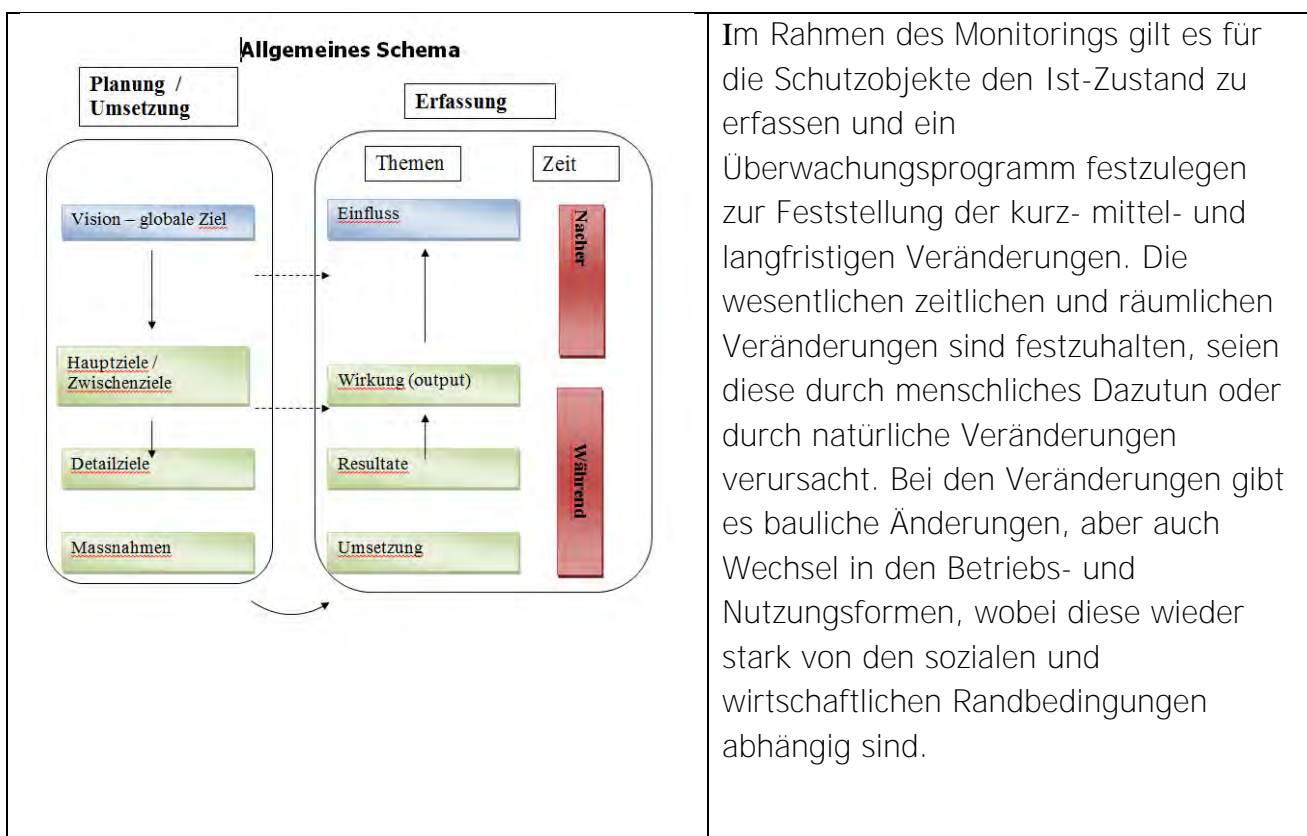 Allgemeines Schema
Planung /
Umsetzung
Vision – globale Ziel
Hauptziele /
Zwischenziele
Detailziele
Massnahmen
Erfassung
Themen
Zeit
Einfluss
Wirkung (output)
Resultate
Umsetzung
Nacher
Während
Im Rahmen des Monitorings gilt es für
die Schutzobjekte den Ist-Zustand zu
erfassen und ein
Überwachungsprogramm festzulegen
zur Feststellung der kurz- mittel- und
langfristigen Veränderungen. Die
wesentlichen zeitlichen und räumlichen
Veränderungen sind festzuhalten, seien
diese durch menschliches Dazutun oder
durch natürliche Veränderungen
verursacht. Bei den Veränderungen gibt
es bauliche Änderungen, aber auch
Wechsel in den Betriebs- und
Nutzungsformen, wobei diese wieder
stark von den sozialen und
wirtschaftlichen Randbedingungen
abhängig sind.